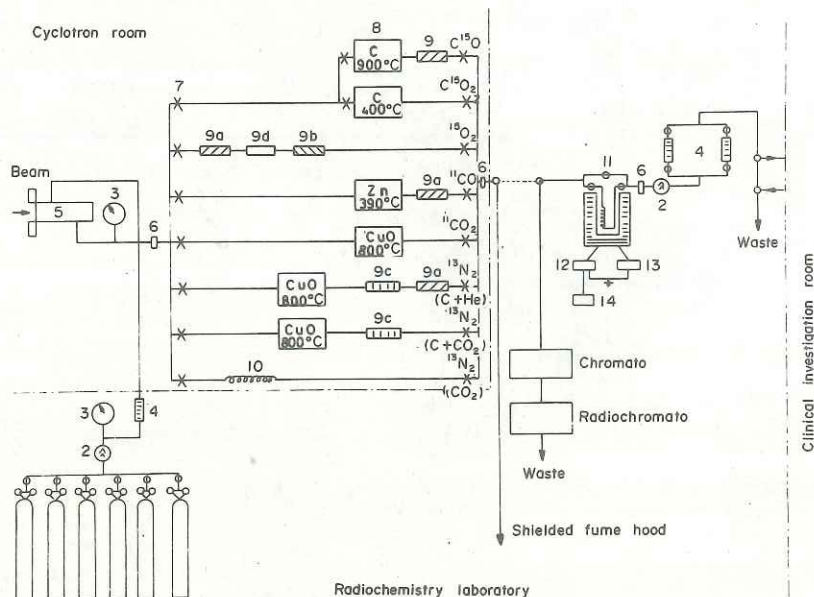 Cyclotron room
8
C
900°C
9
C¹⁵O
7
C
400°C
C¹⁵O₂
9a
9d
9b
¹⁵O₂
Beam
3
5
6
Zn
390°C
9a
¹¹CO
6
CuO
800°C
¹¹CO₂
CuO
800°C
9c
9a
¹³N₂
(C+He)
CuO
800°C
9c
¹³N₂
(C+CO₂)
10
¹³N₂
(CO₂)
11
6
2
4
Waste
12
13
14
Chromato
Radiochromato
Waste
Shielded fume hood
3
4
2
Radiochemistry laboratory
Clinical investigation room